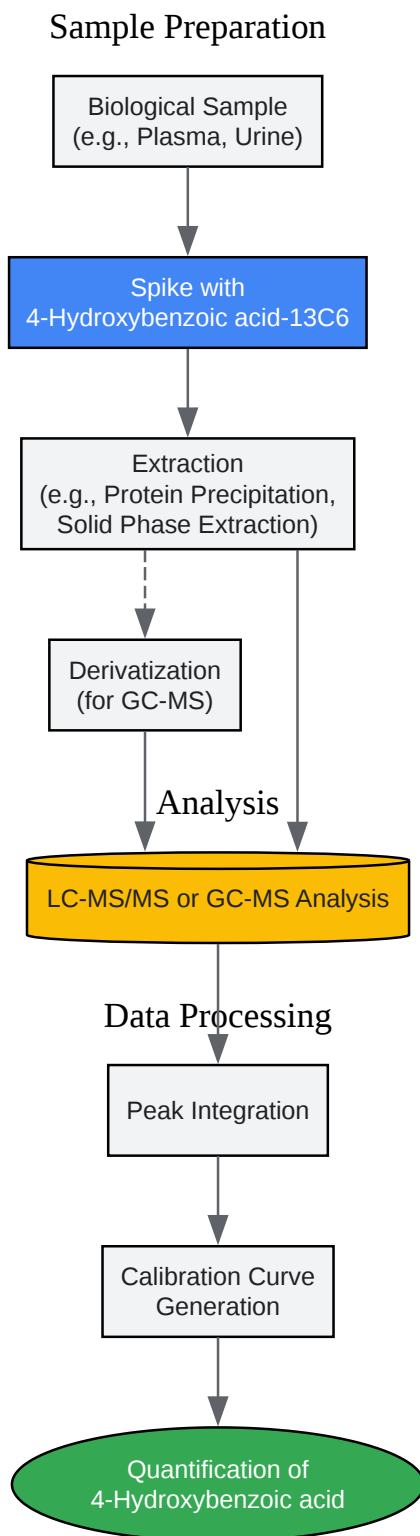 Sample Preparation
Biological Sample
(e.g., Plasma, Urine)
Spike with
4-Hydroxybenzoic acid-13C6
Extraction
(e.g., Protein Precipitation,
Solid Phase Extraction)
Derivatization
(for GC-MS)
Analysis
LC-MS/MS or GC-MS Analysis
Data Processing
Peak Integration
Calibration Curve
Generation
Quantification of
4-Hydroxybenzoic acid